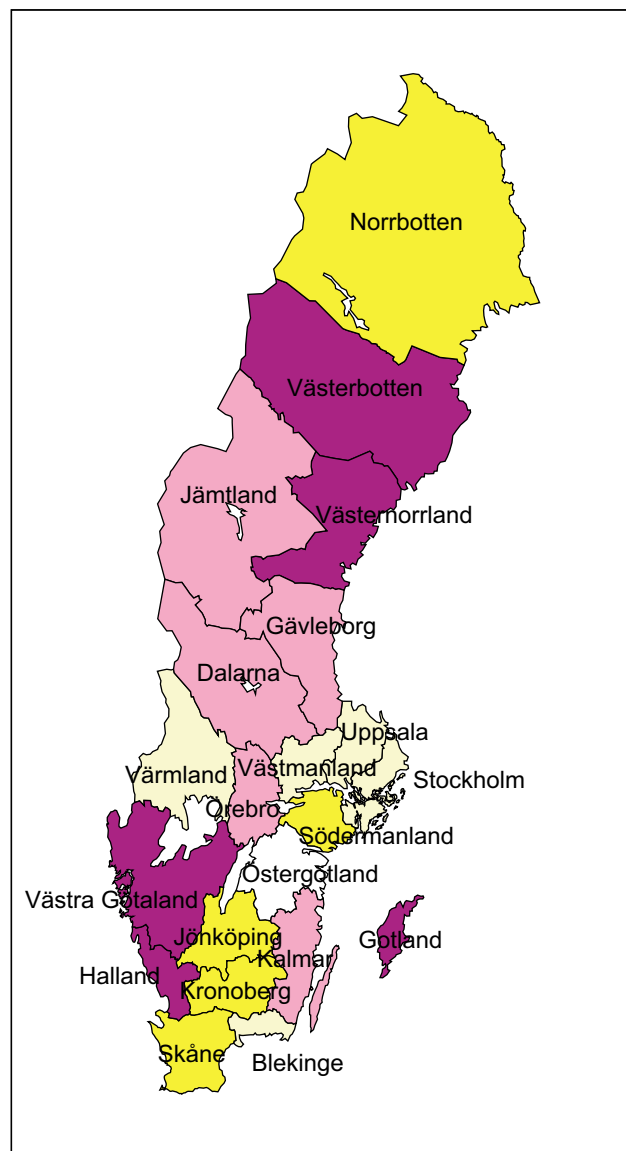 Norrbotten
Västerbotten
Jämtland
Västernorrland
Gävleborg
Dalarna
Uppsala
Värmland
Västmanland
Stockholm
Örebro
Södermanland
Östergötland
Västra Götaland
Jönköping
Gotland
Kalmar
Halland
Kronoberg
Skåne
Blekinge